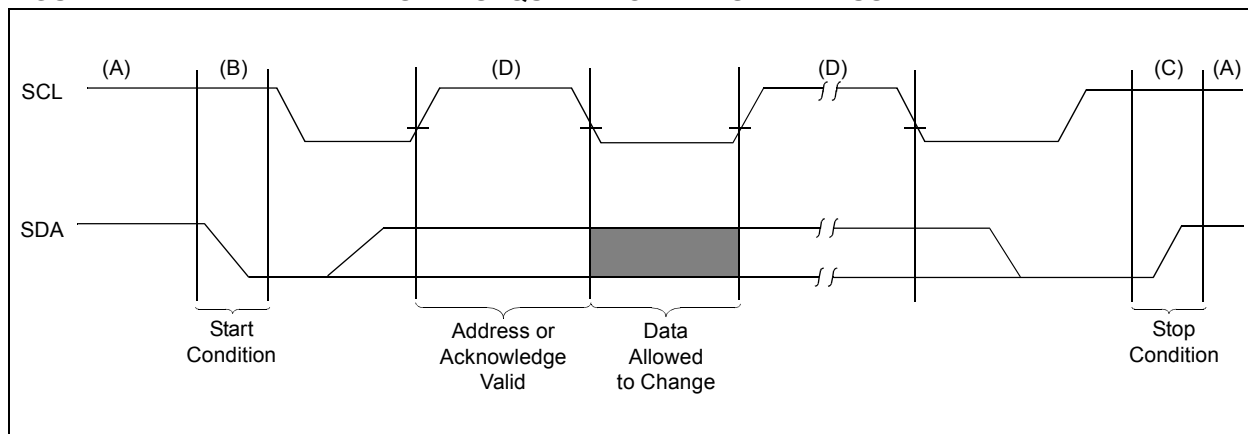 (A) (B) (D) (D) (C) (A)
SCL
SDA
Start
Condition
Address or
Acknowledge
Valid
Data
Allowed
to Change
Stop
Condition